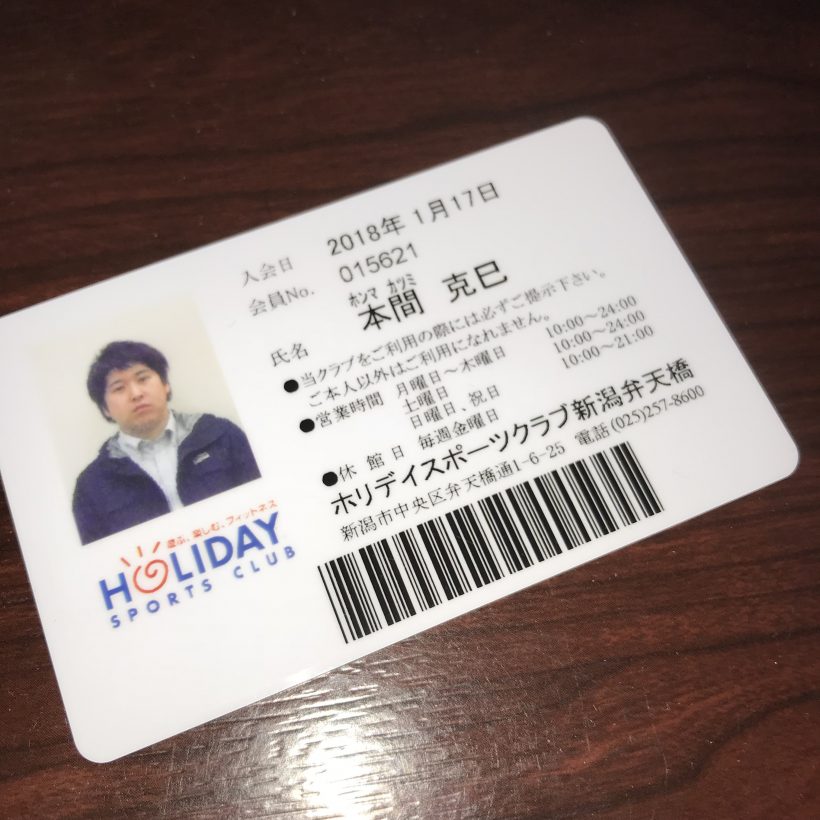 入会日 2018年 1月17日
会員No. 015621
ホンマ カツミ
氏名 本間 克巳
●当クラブをご利用の際には必ずご提示下さい。
ご本人以外はご利用になれません。
●営業時間 月曜日～木曜日 10:00～24:00
土曜日 10:00～24:00
日曜日、祝日 10:00～21:00
●休館日 毎週金曜日
ホリデイスポーツクラブ新潟弁天橋
新潟市中央区弁天橋通1-6-25 電話(025)257-8600
遊ぶ、楽しむ、フィットネス
HOLIDAY
SPORTS CLUB